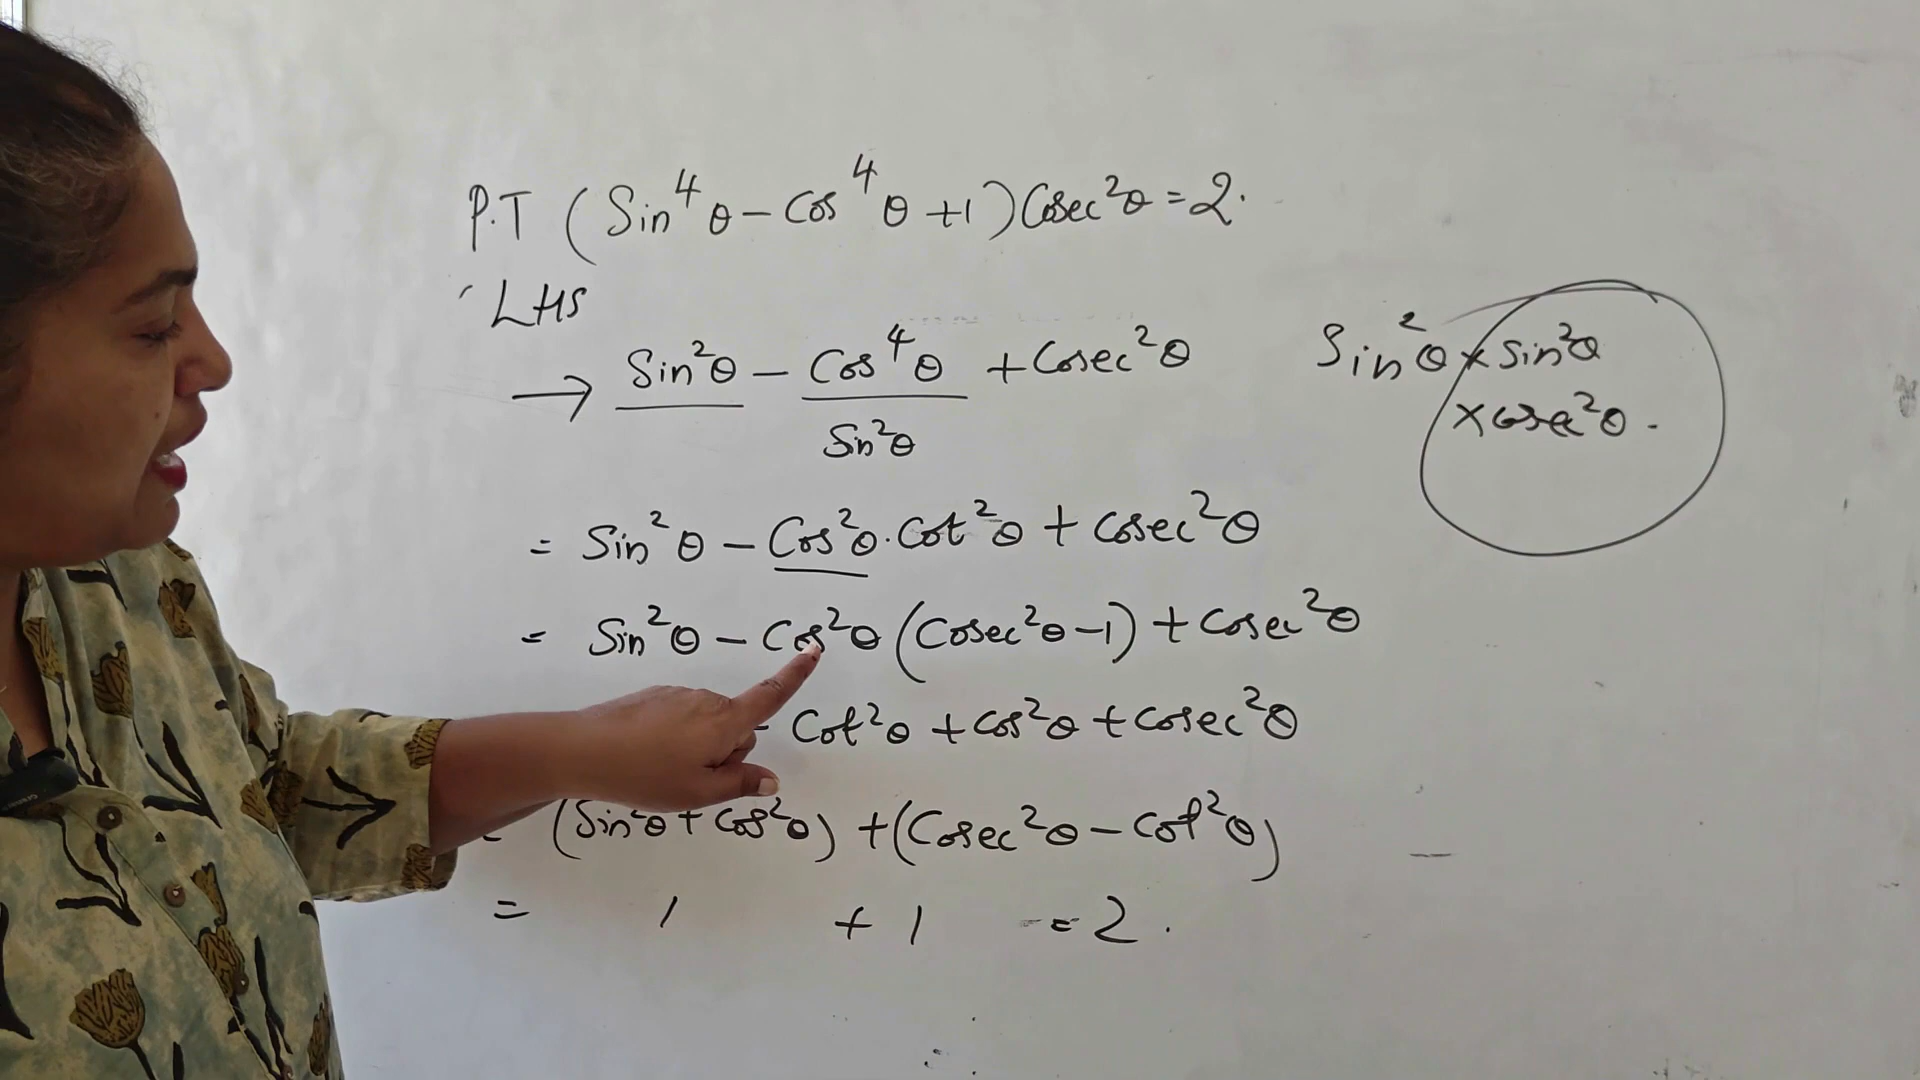 P.T (Sin⁴θ – Cos⁴θ +1) Cosec²θ = 2.
LHS
→ Sin²θ – Cos⁴θ + Cosec²θ
Sin²θ
= Sin²θ – Cos²θ · Cot²θ + Cosec²θ
= Sin²θ – Cos²θ (Cosec²θ – 1) + Cosec²θ
- Cot²θ + Cos²θ + Cosec²θ
= (Sin²θ + Cos²θ) + (Cosec²θ – Cot²θ)
= 1 + 1 = 2.
Sin²θ × Sin²θ
× Cosec²θ.